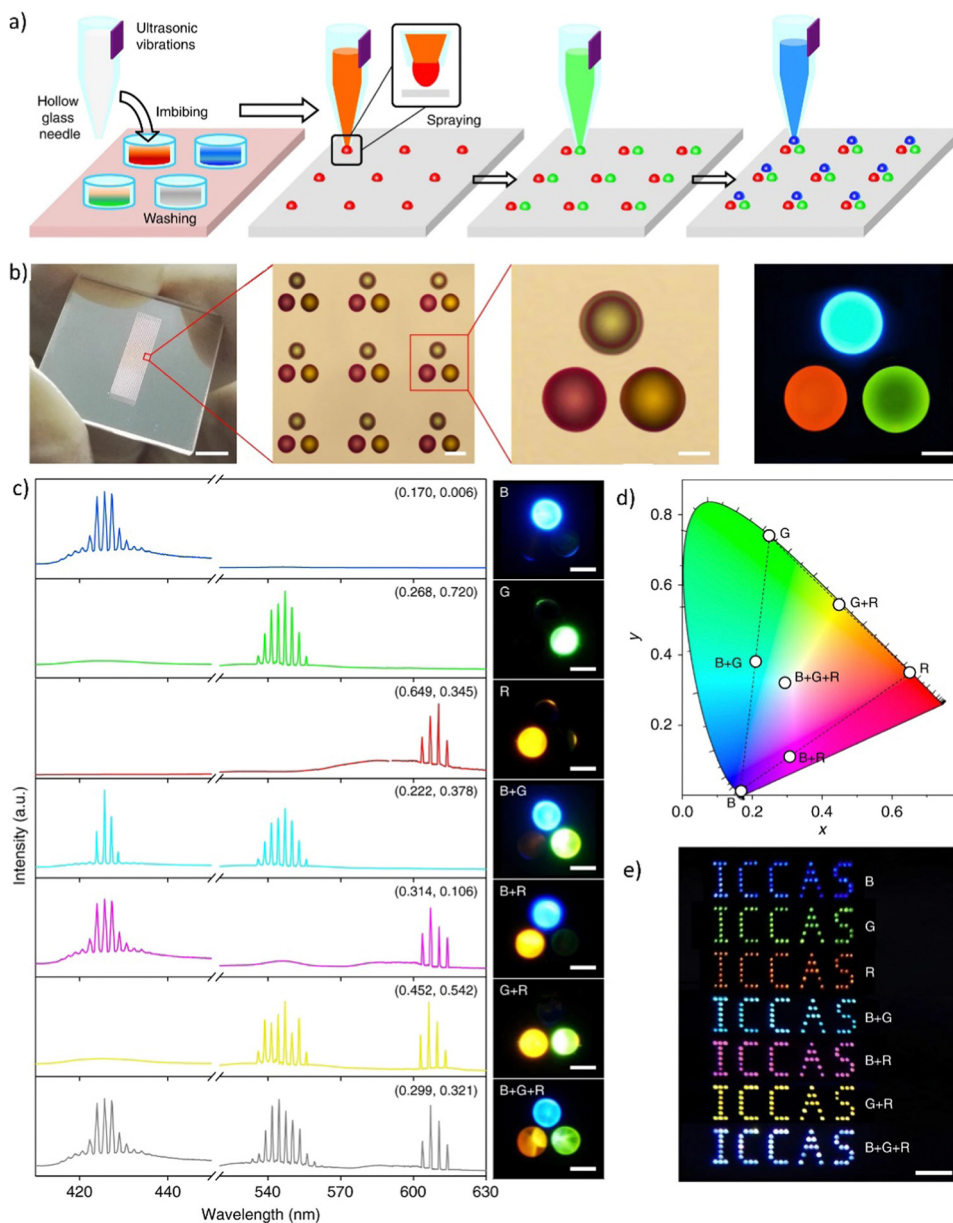 a)
Ultrasonic
vibrations
Hollow
glass
needle
Imbibing
Washing
Spraying
b)
c)
(0.170, 0.006)
B
(0.268, 0.720)
G
(0.649, 0.345)
R
(0.222, 0.378)
B+G
(0.314, 0.106)
B+R
(0.452, 0.542)
G+R
(0.299, 0.321)
B+G+R
Intensity (a.u.)
420 440 540 570 600 630
Wavelength (nm)
d)
0.8
0.6
0.4
0.2
y
G
G+R
B+G
B+G+R
R
B+R
B
0.0 0.2 0.4 0.6
x
e)
ICCAS B
ICCAS G
ICCAS R
ICCAS B+G
ICCAS B+R
ICCAS G+R
ICCAS B+G+R